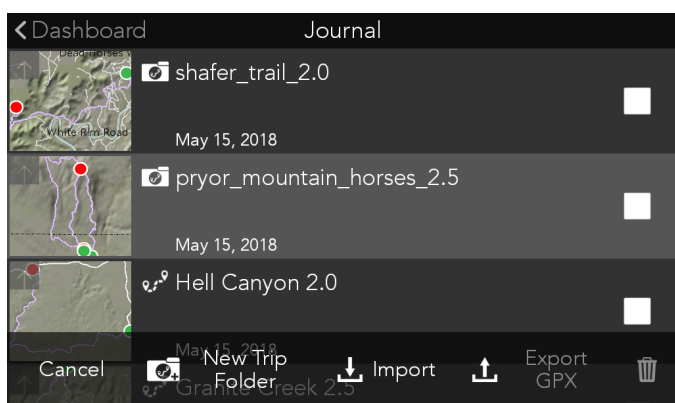 Dashboard
Journal
Dead Horses
White Rim Road
shafer_trail_2.0
May 15, 2018
pryor_mountain_horses_2.5
May 15, 2018
Hell Canyon 2.0
May 15, 2018
Granite Creek 2.5
Cancel
New Trip
Folder
Import
Export
GPX